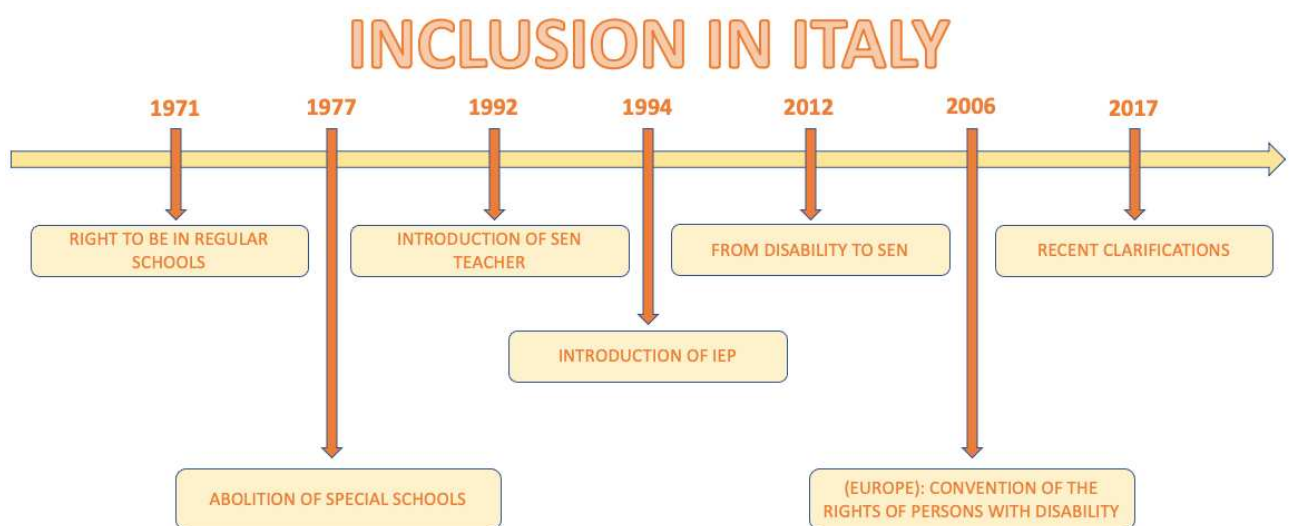 INCLUSION IN ITALY
1971
1977
1992
1994
2012
2006
2017
RIGHT TO BE IN REGULAR
SCHOOLS
INTRODUCTION OF SEN
TEACHER
FROM DISABILITY TO SEN
RECENT CLARIFICATIONS
INTRODUCTION OF IEP
ABOLITION OF SPECIAL SCHOOLS
(EUROPE): CONVENTION OF THE
RIGHTS OF PERSONS WITH DISABILITY